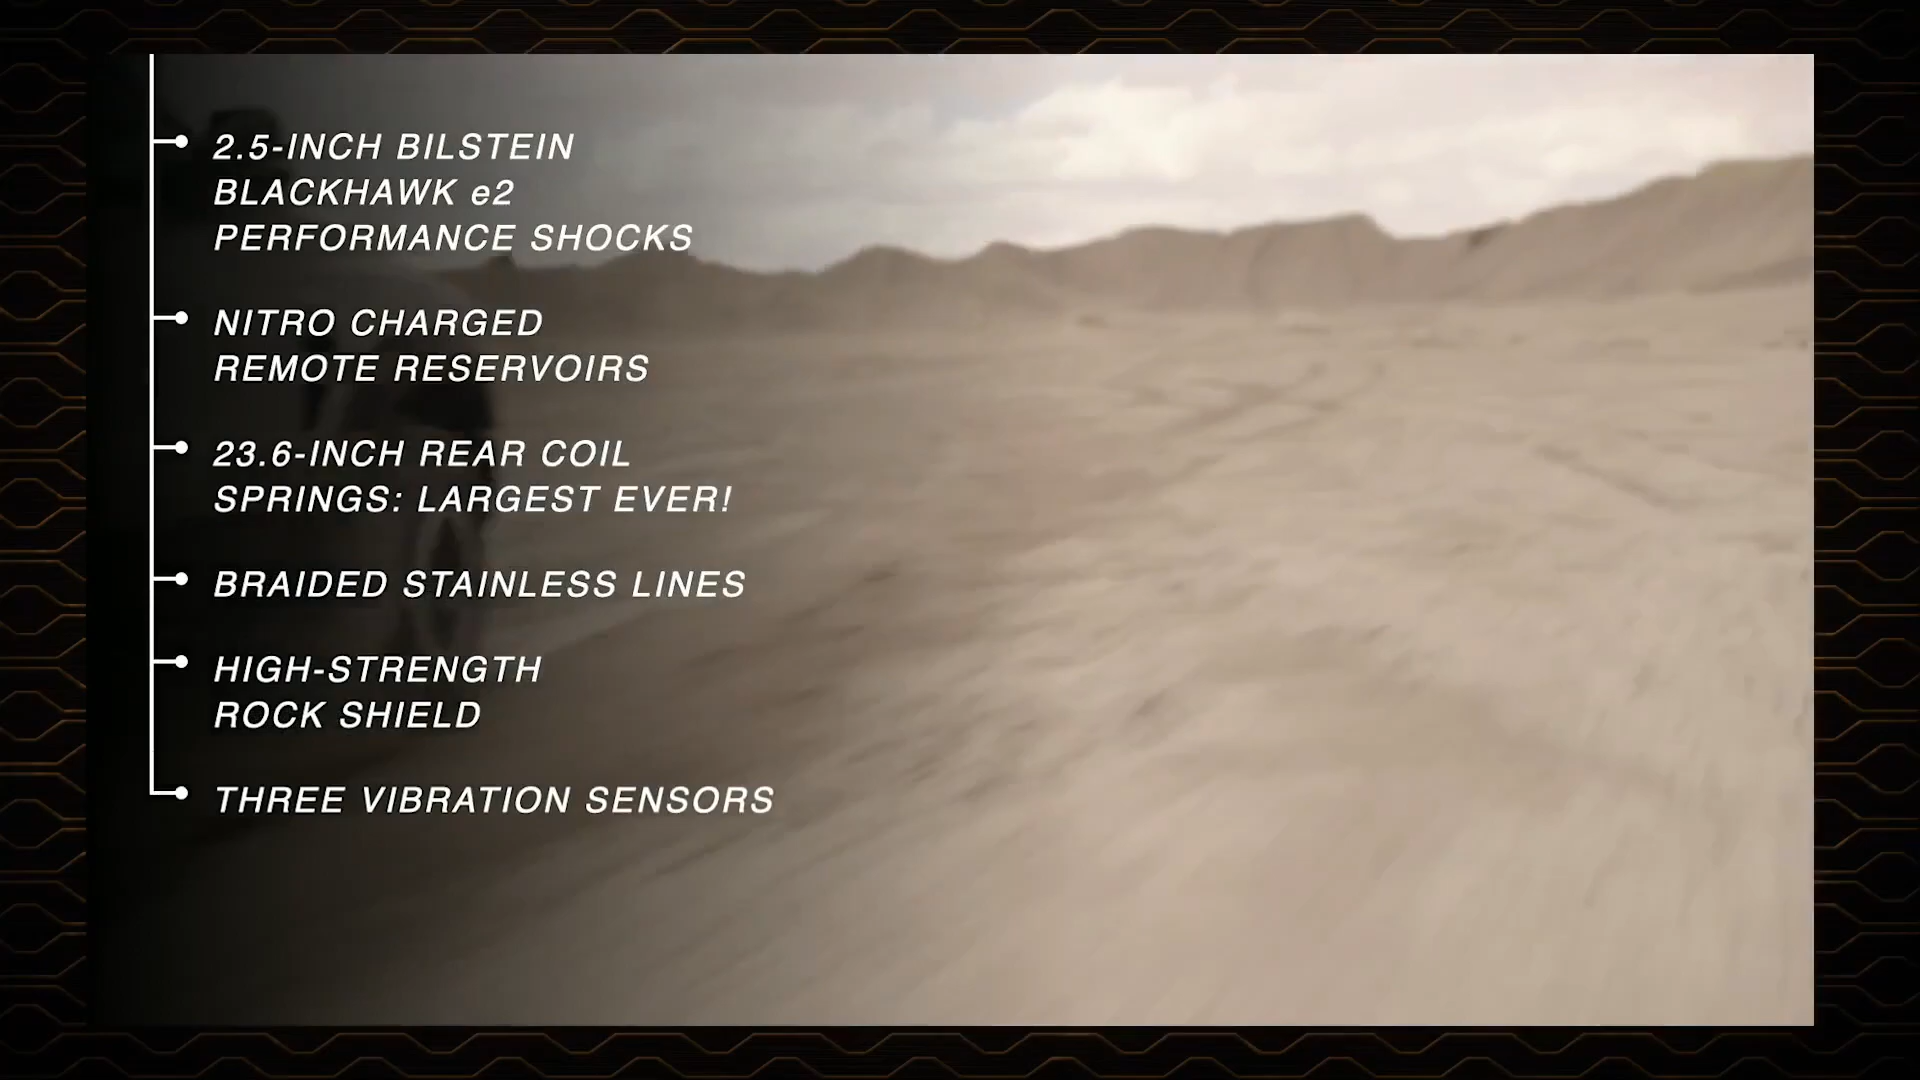 2.5-INCH BILSTEIN
BLACKHAWK e2
PERFORMANCE SHOCKS
NITRO CHARGED
REMOTE RESERVOIRS
23.6-INCH REAR COIL
SPRINGS: LARGEST EVER!
BRAIDED STAINLESS LINES
HIGH-STRENGTH
ROCK SHIELD
THREE VIBRATION SENSORS